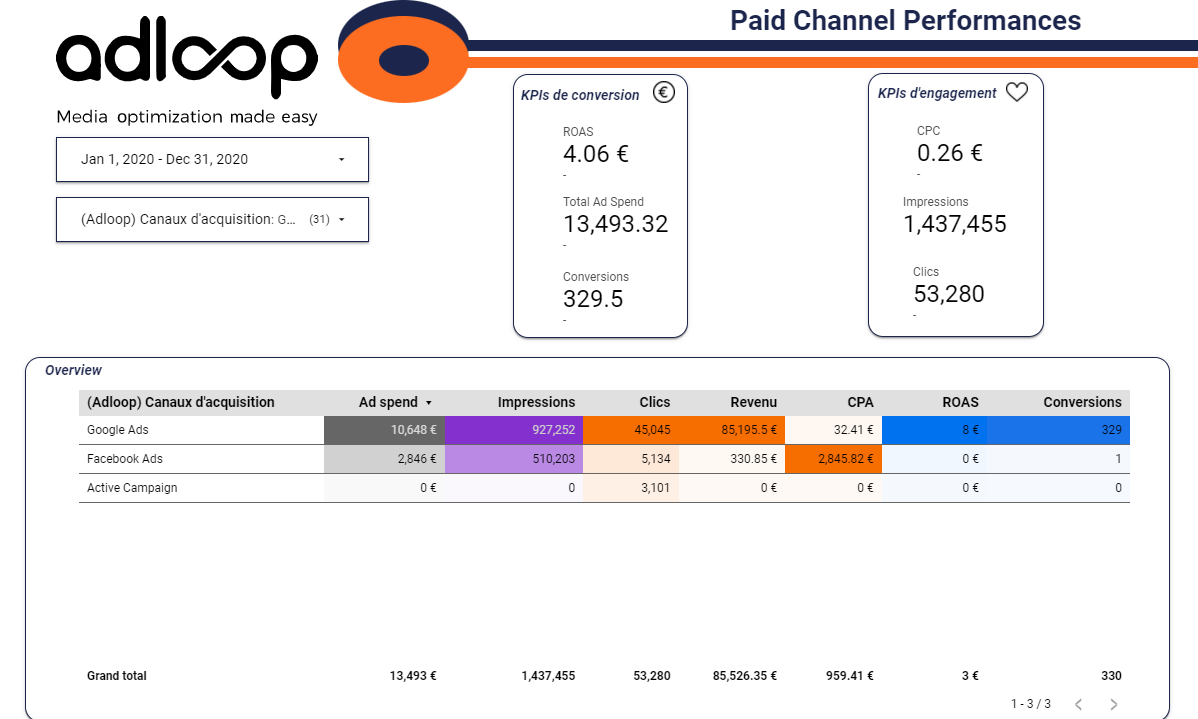 Paid Channel Performances
adloop
Media optimization made easy
Jan 1, 2020 - Dec 31, 2020
(Adloop) Canaux d'acquisition: G... (31)
KPIs de conversion €
ROAS
4.06 €
-
Total Ad Spend
13,493.32
-
Conversions
329.5
-
KPIs d'engagement
CPC
0.26 €
-
Impressions
1,437,455
Clics
53,280
-
Overview
(Adloop) Canaux d'acquisition Ad spend Impressions Clics Revenu CPA ROAS Conversions
Google Ads 10,648 € 927,252 45,045 85,195.5 € 32.41 € 8 € 329
Facebook Ads 2,846 € 510,203 5,134 330.85 € 2,845.82 € 0 € 1
Active Campaign 0 € 0 3,101 0 € 0 € 0 € 0
Grand total 13,493 € 1,437,455 53,280 85,526.35 € 959.41 € 3 € 330
1 - 3 / 3